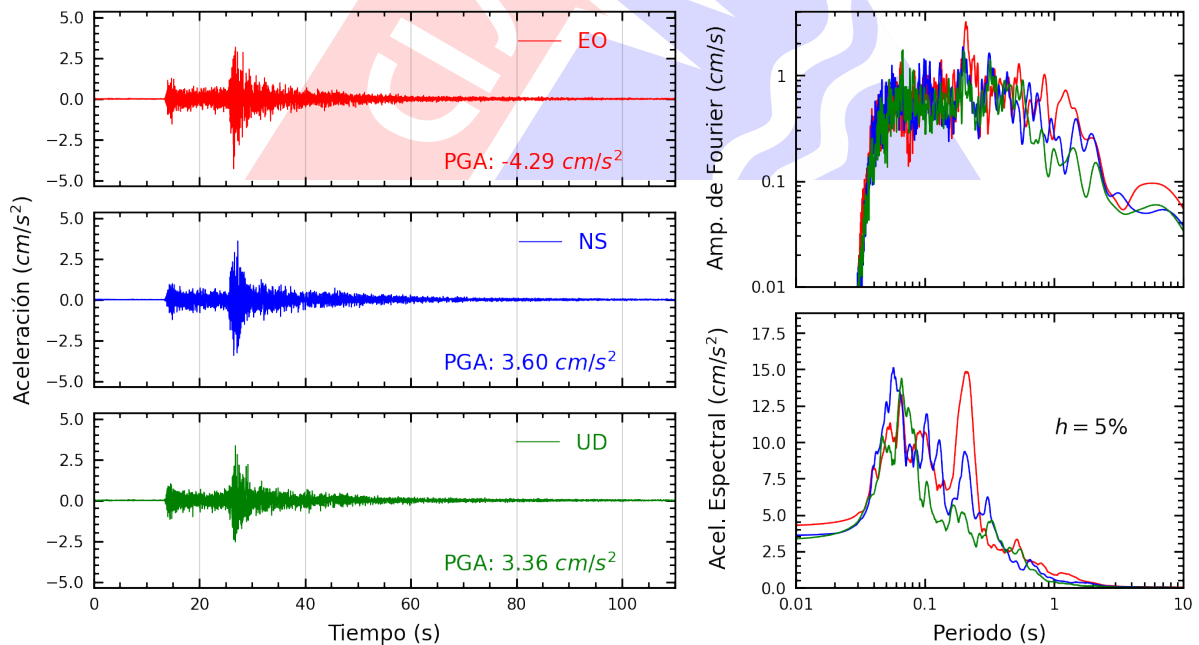 Aceleración (cm/s²)
5.0
2.5
0.0
−2.5
−5.0
EO
PGA: -4.29 cm/s²
5.0
2.5
0.0
−2.5
−5.0
NS
PGA: 3.60 cm/s²
5.0
2.5
0.0
−2.5
−5.0
UD
PGA: 3.36 cm/s²
0 20 40 60 80 100
Tiempo (s)
Amp. de Fourier (cm/s)
1
0.1
0.01
Acel. Espectral (cm/s²)
17.5
15.0
12.5
10.0
7.5
5.0
2.5
0.0
h = 5%
0.01 0.1 1 10
Periodo (s)